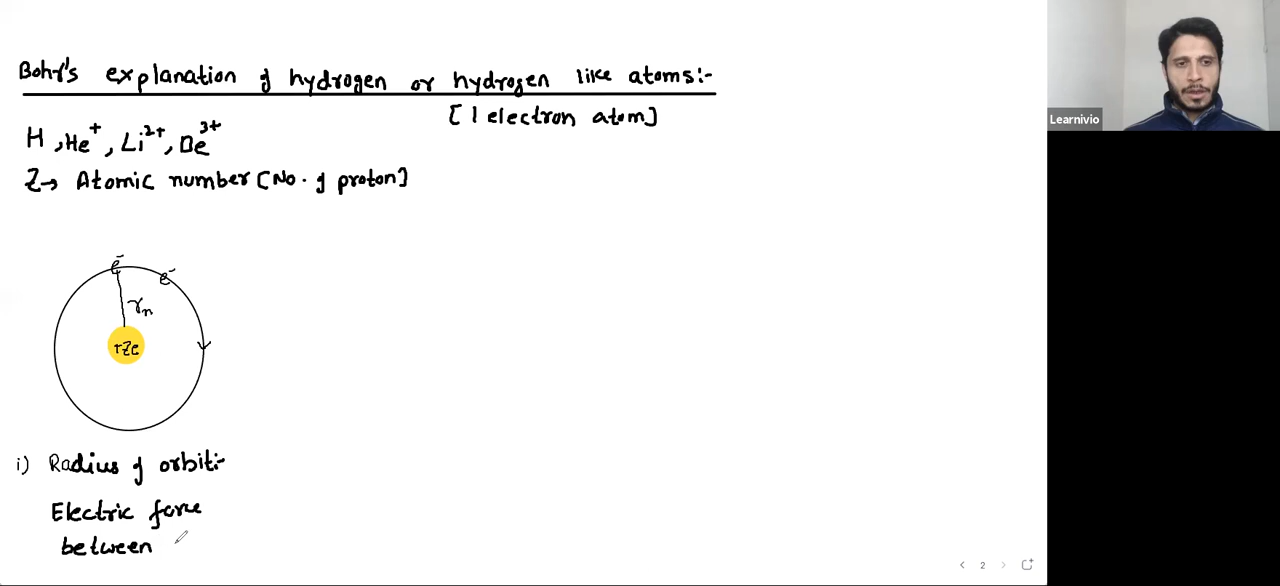 Bohr's explanation of hydrogen or hydrogen like atoms:-
[1 electron atom]
H, He⁺, Li²⁺, Be³⁺
Z→ Atomic number [No. of proton]
e⁻
e⁻
rₙ
+Ze
i) Radius of orbit:-
Electric force
between
Learnivio
2